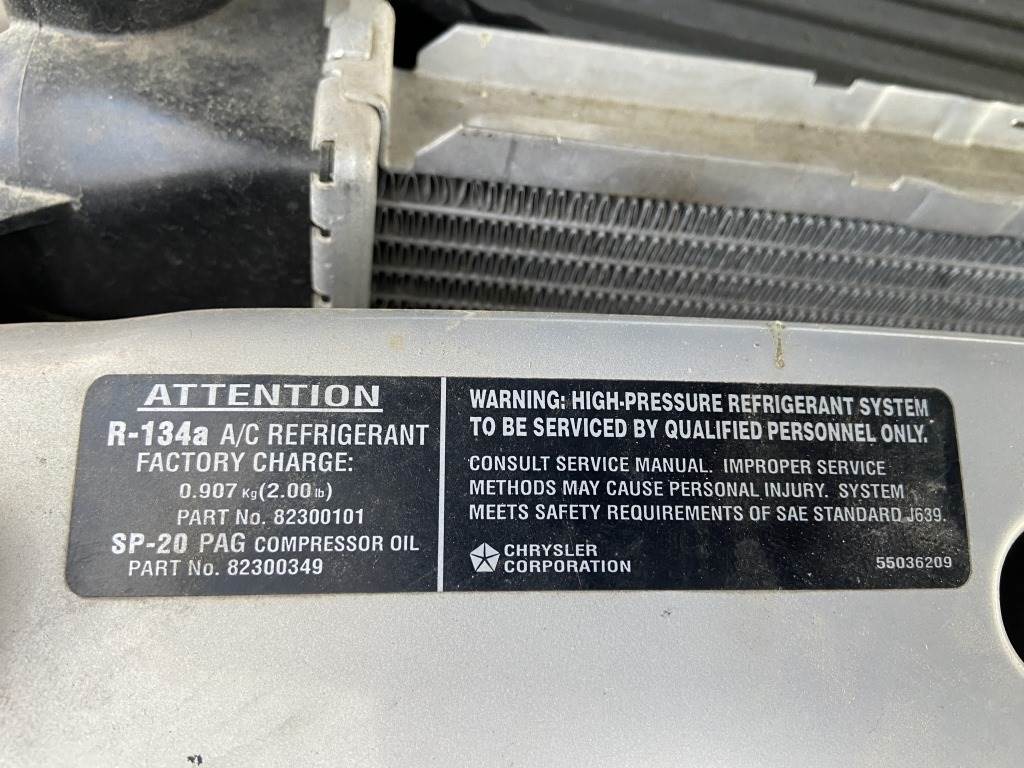 ATTENTION
R-134a A/C REFRIGERANT
FACTORY CHARGE:
0.907 Kg (2.00 lb)
PART No. 82300101
SP-20 PAG COMPRESSOR OIL
PART No. 82300349
WARNING: HIGH-PRESSURE REFRIGERANT SYSTEM
TO BE SERVICED BY QUALIFIED PERSONNEL ONLY.
CONSULT SERVICE MANUAL. IMPROPER SERVICE
METHODS MAY CAUSE PERSONAL INJURY. SYSTEM
MEETS SAFETY REQUIREMENTS OF SAE STANDARD J639.
CHRYSLER
CORPORATION
55036209